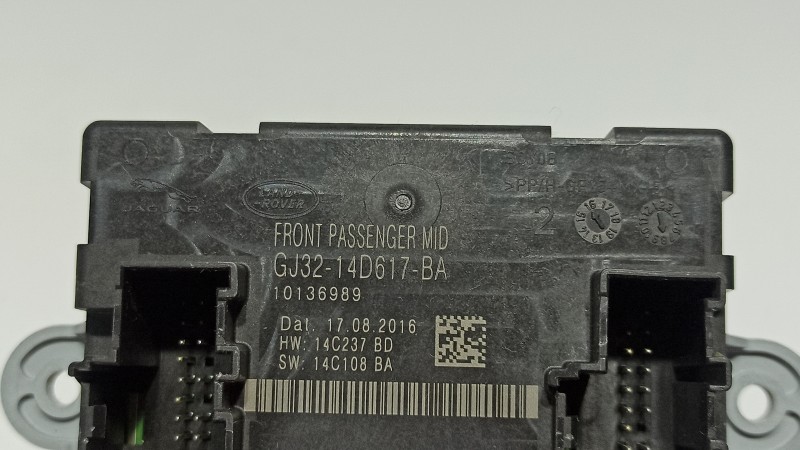 JAGUAR
LAND
ROVER
2
FRONT PASSENGER MID
GJ32-14D617-BA
10136989
Dat. 17.08.2016
HW: 14C237 BD
SW: 14C108 BA